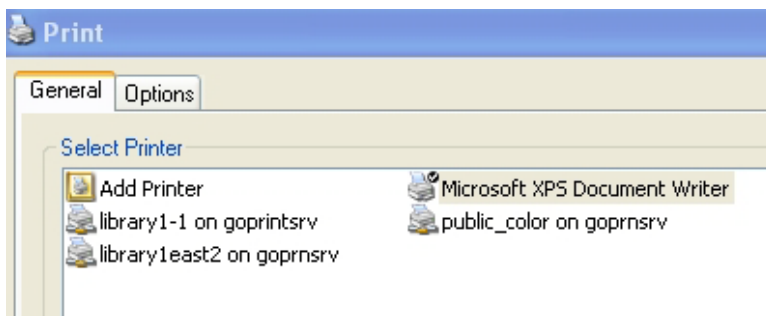 Print
General Options
Select Printer
Add Printer Microsoft XPS Document Writer
library1-1 on goprintsrv public_color on goprnsrv
library1east2 on goprnsrv